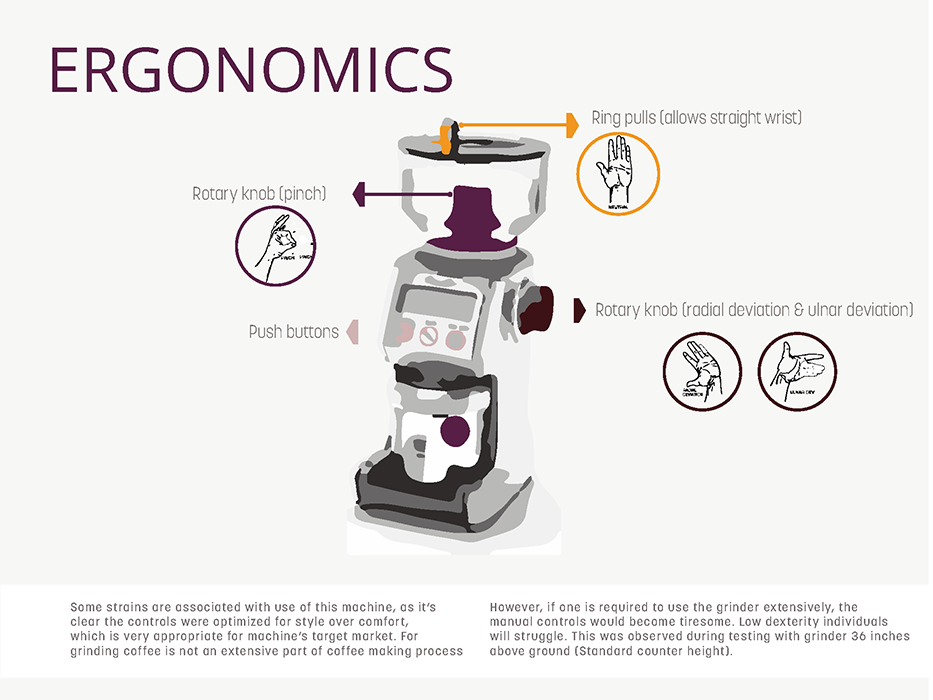 ERGONOMICS
Ring pulls (allows straight wrist)
NEUTRAL
Rotary knob (pinch)
PINCH
Rotary knob (radial deviation & ulnar deviation)
Push buttons
RADIAL
DEVIATION
ULNAR DEV
Some strains are associated with use of this machine, as it's
clear the controls were optimized for style over comfort,
which is very appropriate for machine's target market. For
grinding coffee is not an extensive part of coffee making process
However, if one is required to use the grinder extensively, the
manual controls would become tiresome. Low dexterity individuals
will struggle. This was observed during testing with grinder 36 inches
above ground (Standard counter height).